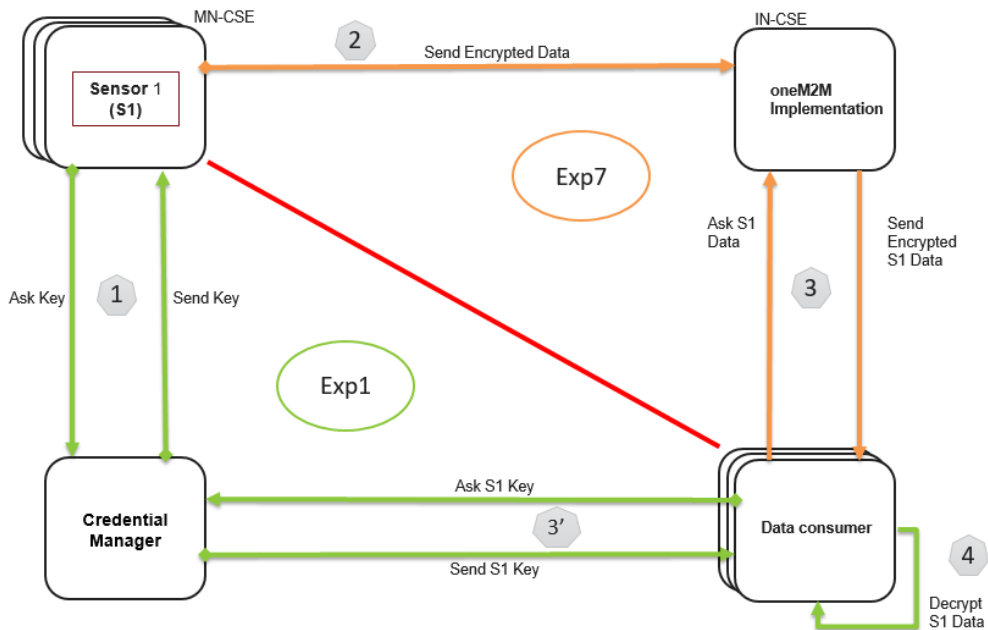 MN-CSE
IN-CSE
2
Send Encrypted Data
Sensor 1
(S1)
oneM2M
Implementation
Exp7
Ask S1
Data
Send
Encrypted
S1 Data
3
Ask Key
1
Send Key
Exp1
Ask S1 Key
Credential
Manager
3’
Data consumer
Send S1 Key
4
Decrypt
S1 Data